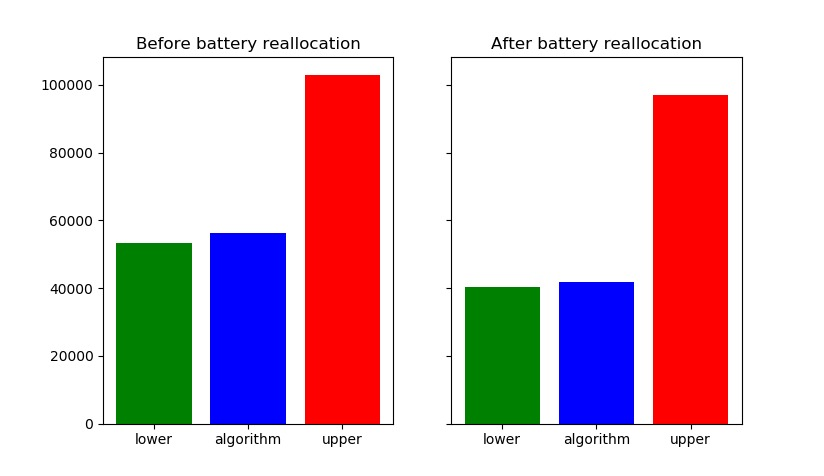 Before battery reallocation
After battery reallocation
100000
80000
60000
40000
20000
0
lower algorithm upper
lower algorithm upper